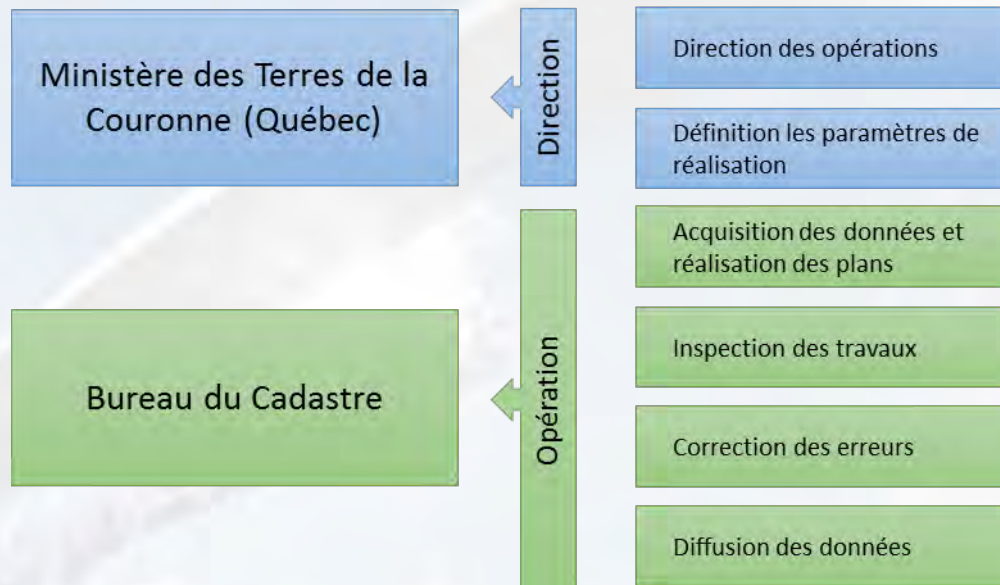 Ministère des Terres de la
Couronne (Québec)
Direction
Direction des opérations
Définition les paramètres de
réalisation
Bureau du Cadastre
Opération
Acquisition des données et
réalisation des plans
Inspection des travaux
Correction des erreurs
Diffusion des données